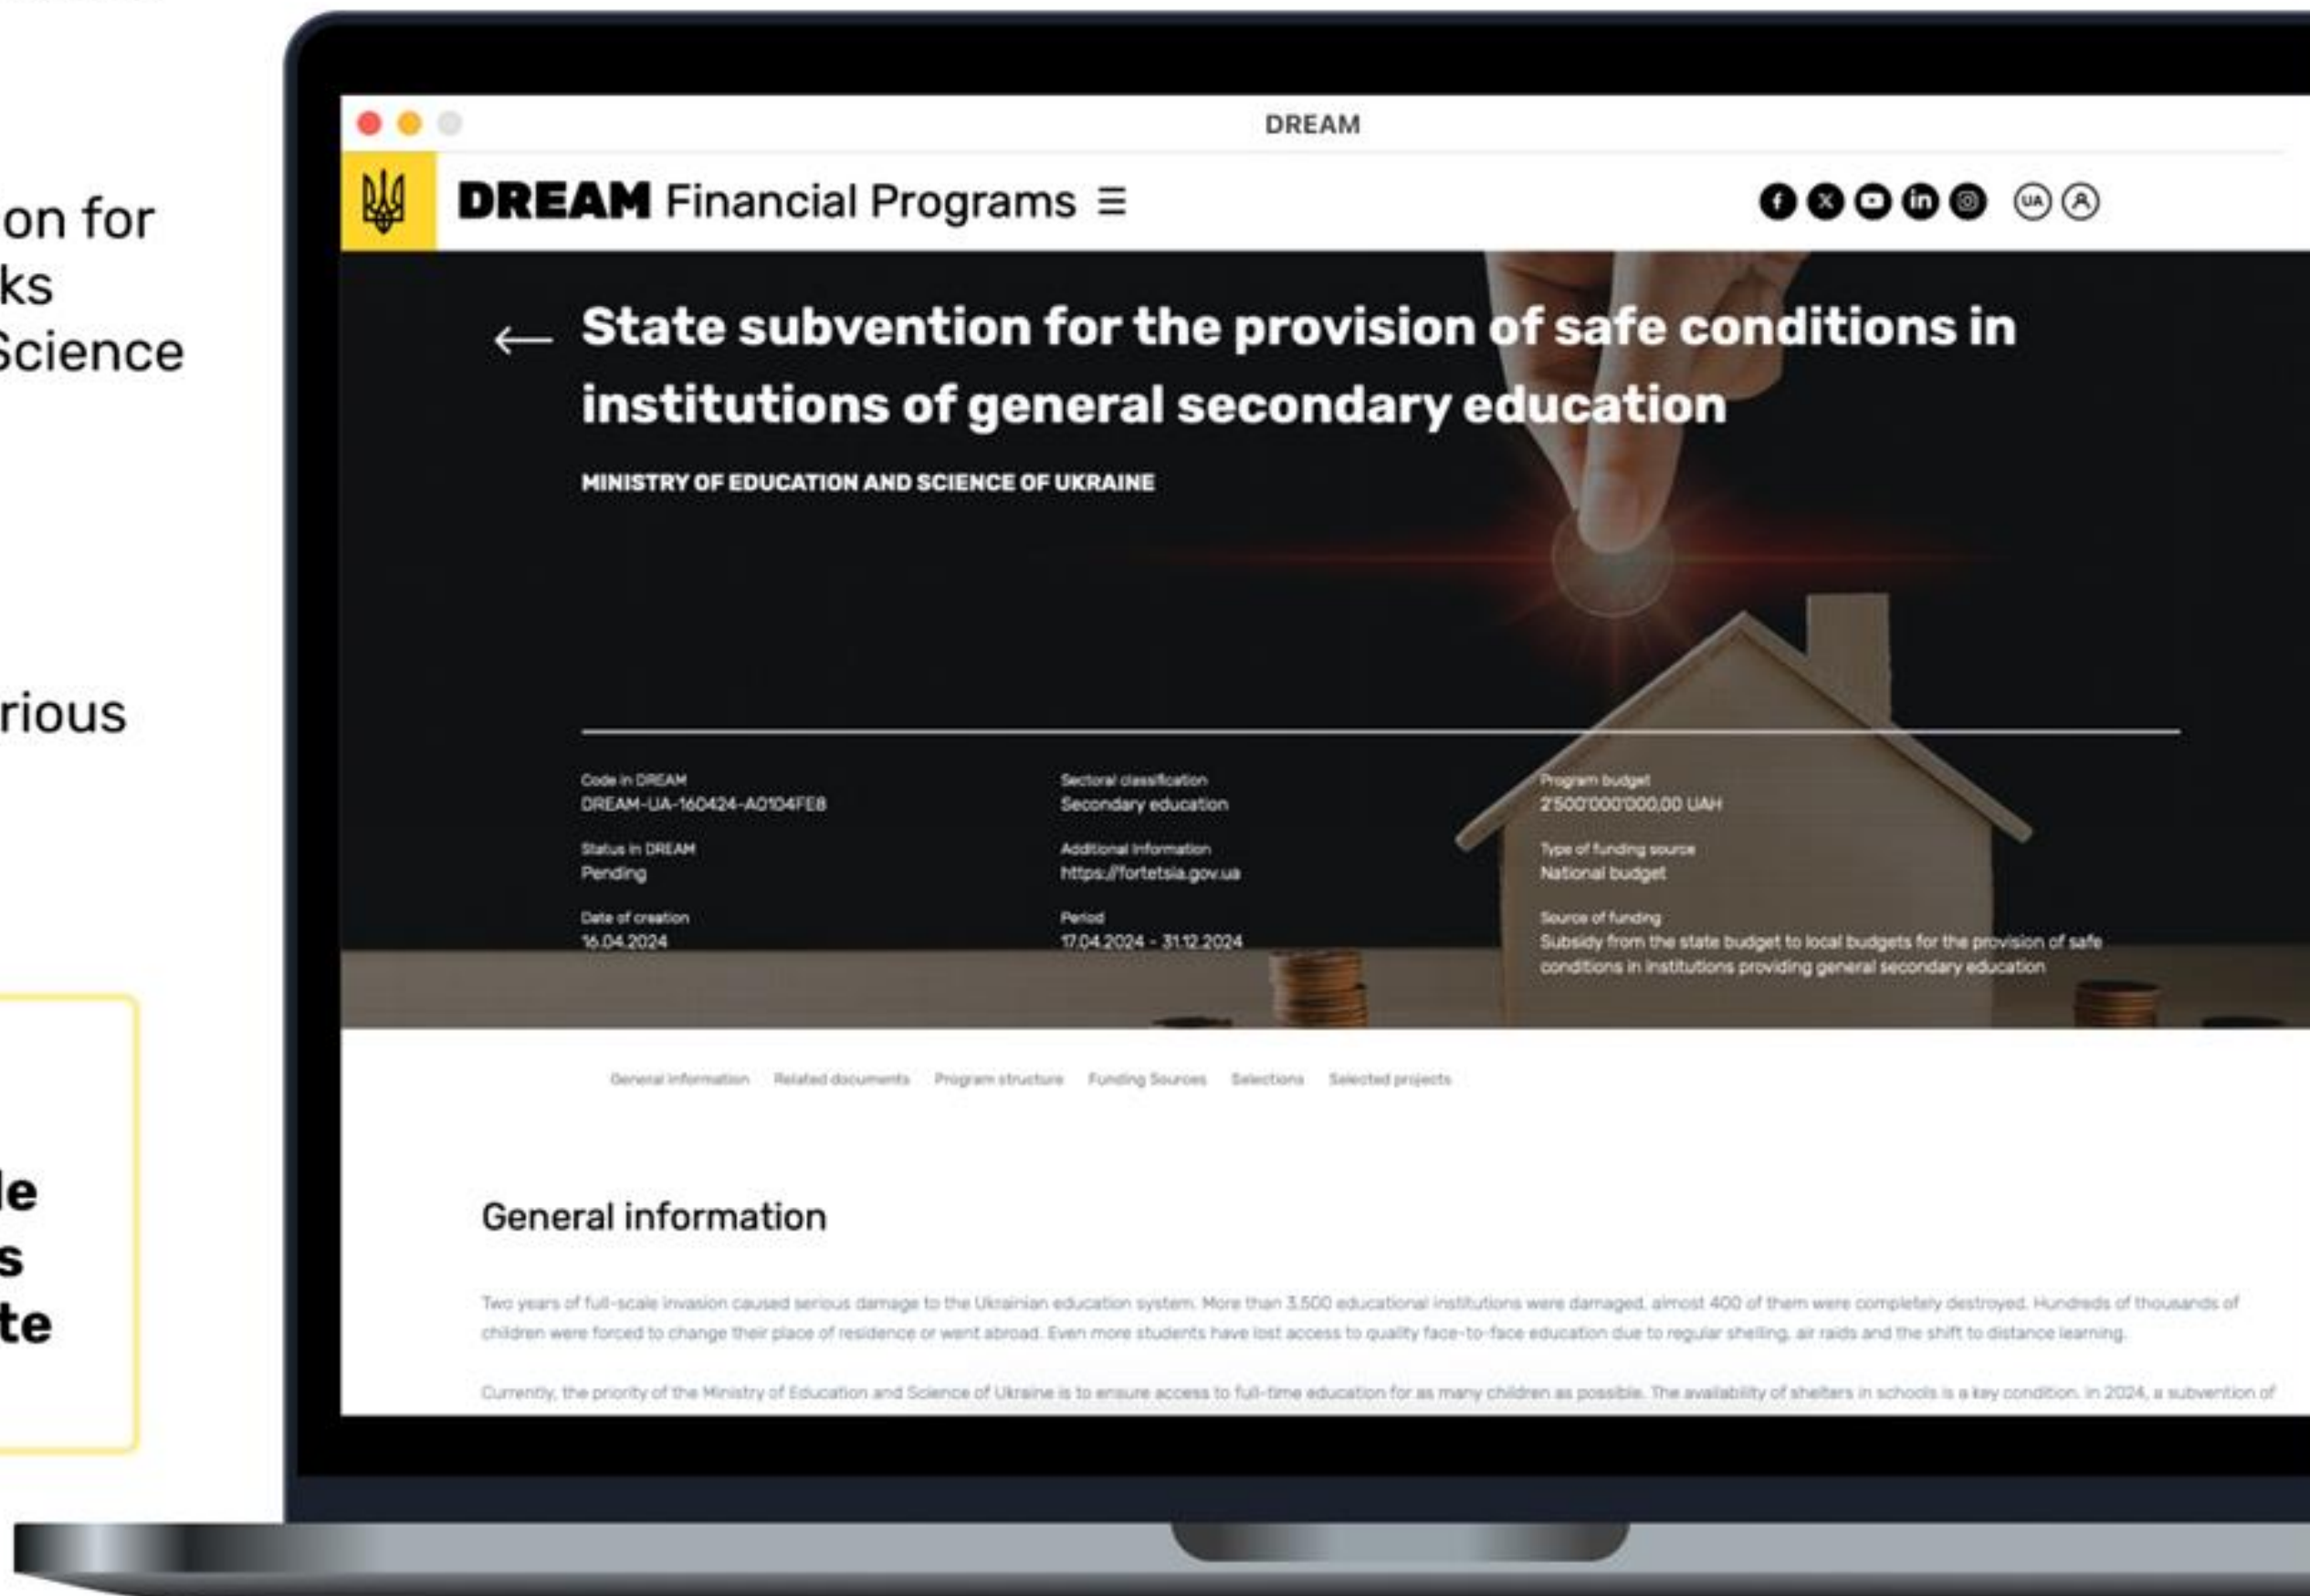 on for
ks
Science
rious
le
s
te
DREAM
DREAM Financial Programs
UA
State subvention for the provision of safe conditions in
institutions of general secondary education
MINISTRY OF EDUCATION AND SCIENCE OF UKRAINE
Code in DREAM
DREAM-UA-160424-A0104FE8
Status in DREAM
Pending
Date of creation
16.04.2024
Sectoral classification
Secondary education
Additional Information
https://fortetsia.gov.ua
Period
17.04.2024 - 31.12.2024
Program budget
2'500'000'000,00 UAH
Type of funding source
National budget
Source of funding
Subsidy from the state budget to local budgets for the provision of safe
conditions in institutions providing general secondary education
General information Related documents Program structure Funding Sources Selections Selected projects
General information
Two years of full-scale invasion caused serious damage to the Ukrainian education system. More than 3,500 educational institutions were damaged, almost 400 of them were completely destroyed. Hundreds of thousands of
children were forced to change their place of residence or went abroad. Even more students have lost access to quality face-to-face education due to regular shelling, air raids and the shift to distance learning.
Currently, the priority of the Ministry of Education and Science of Ukraine is to ensure access to full-time education for as many children as possible. The availability of shelters in schools is a key condition. In 2024, a subvention of